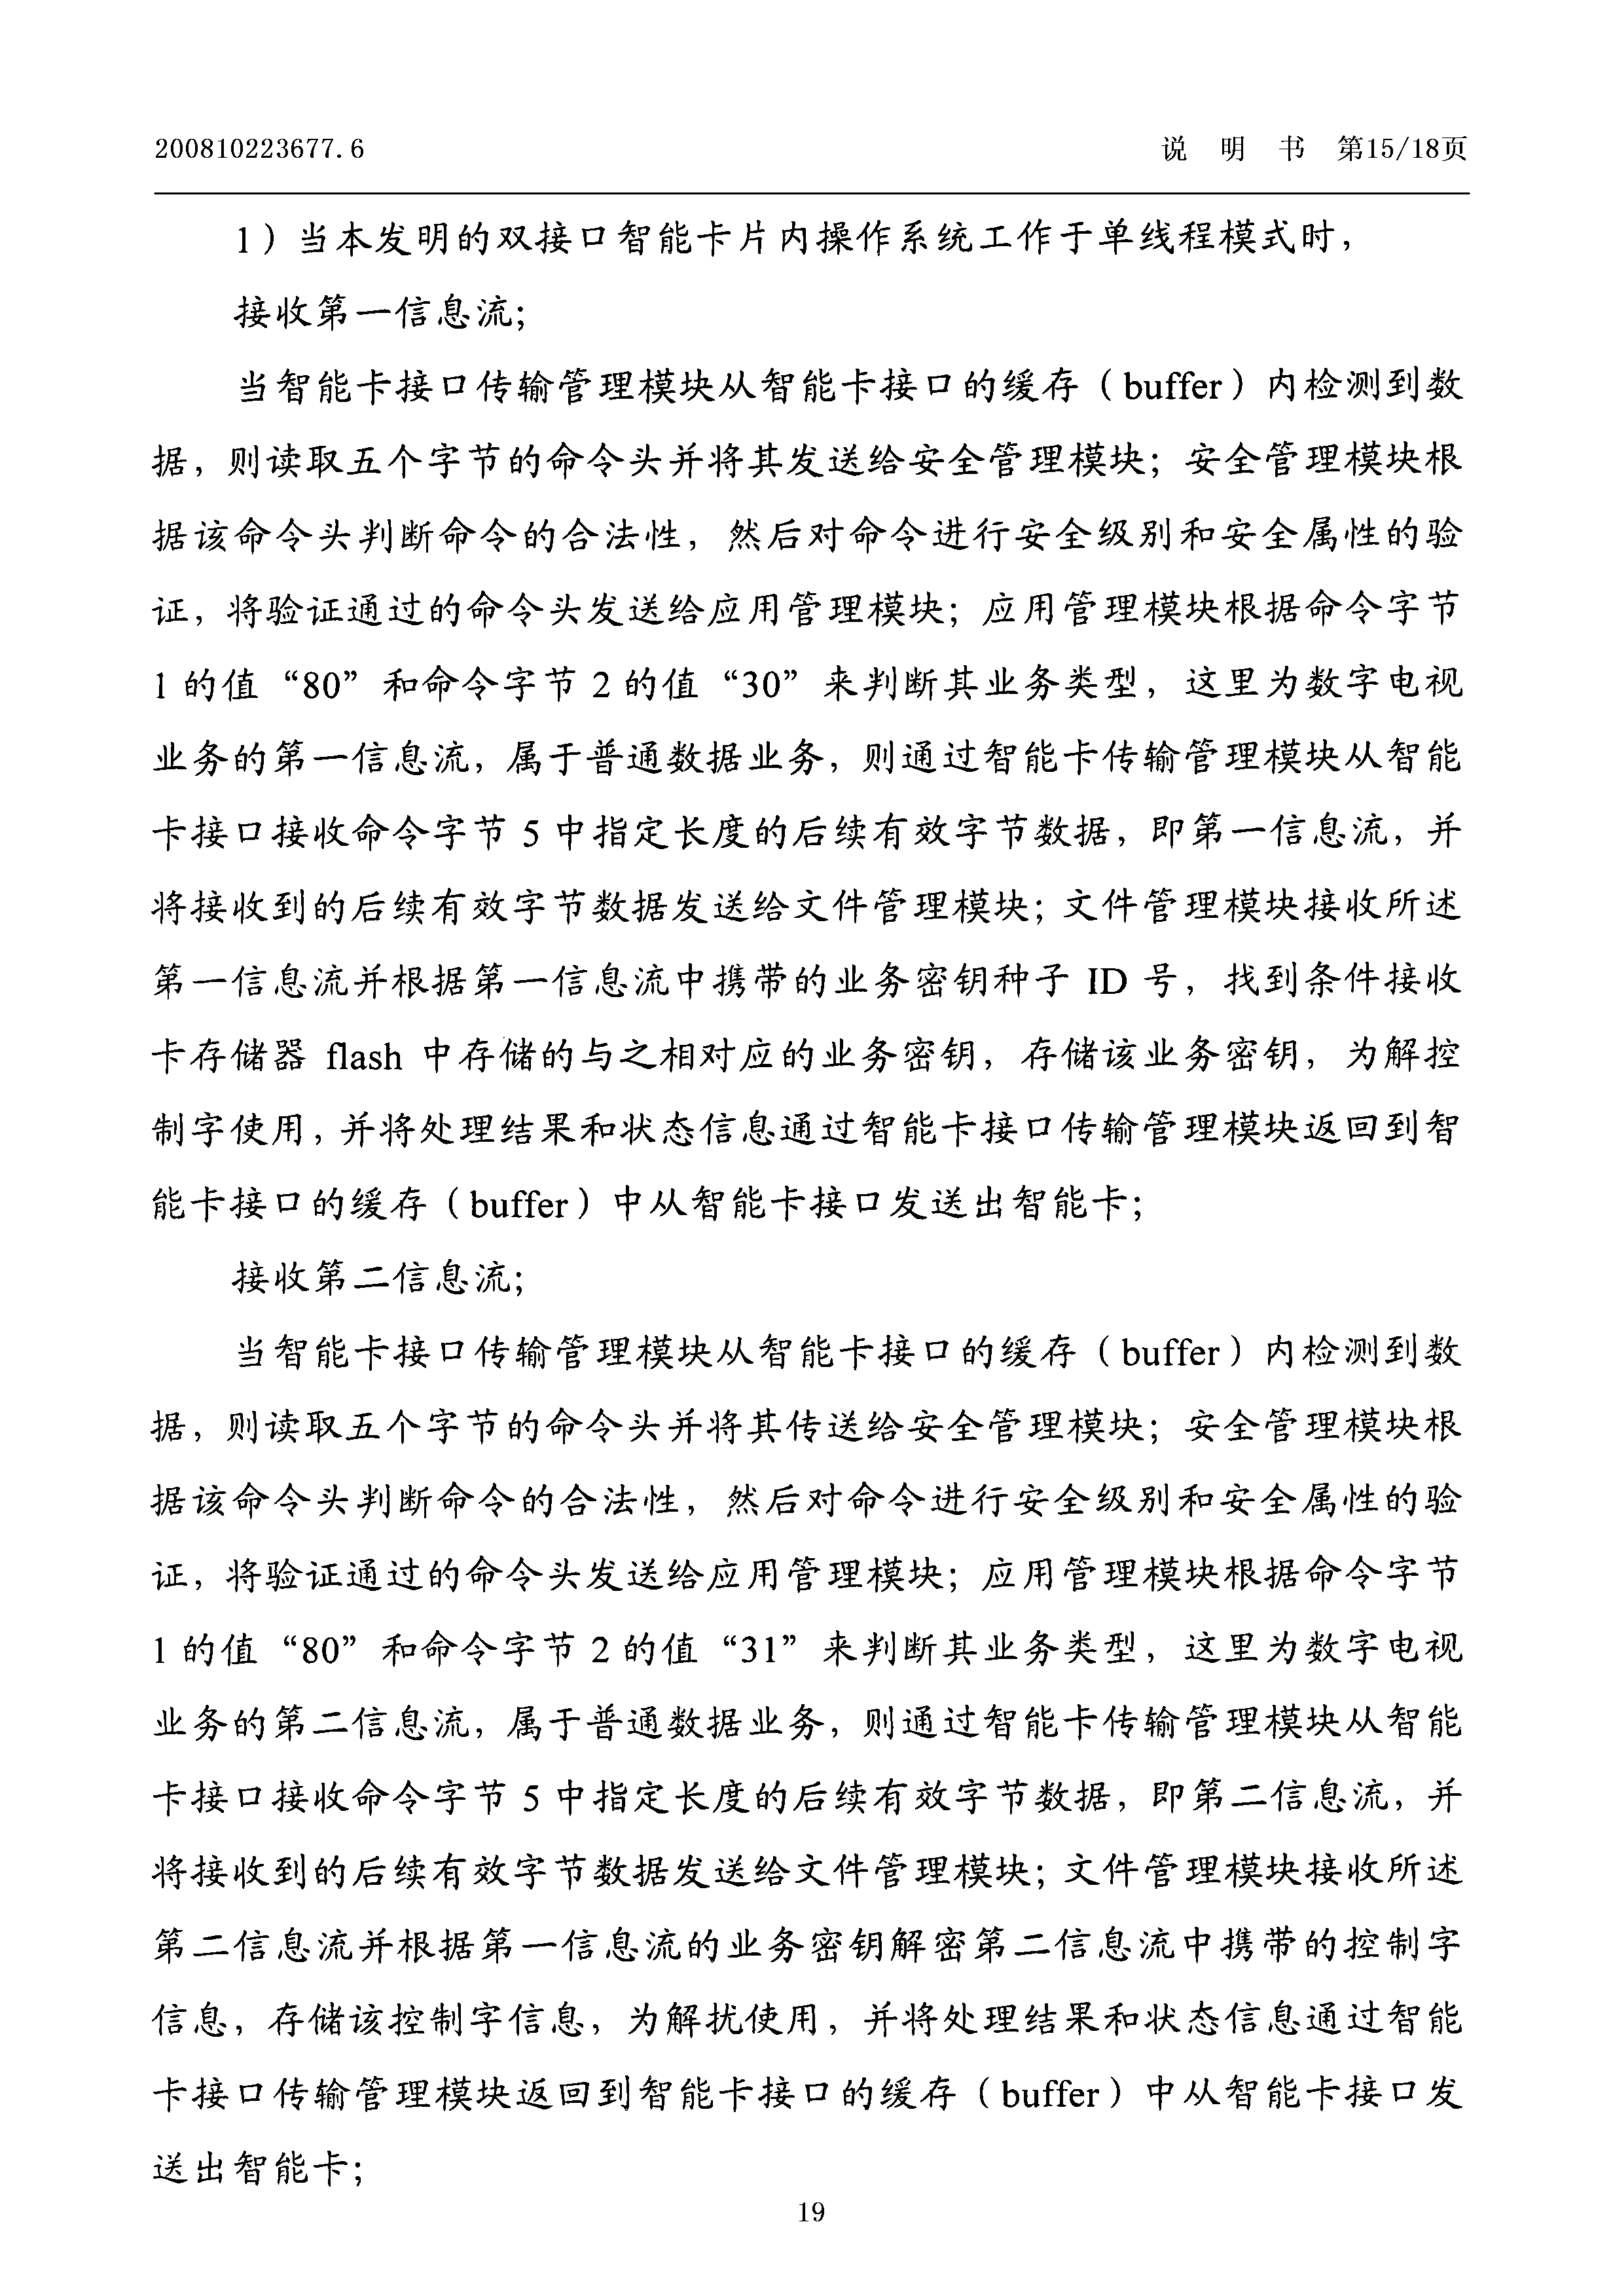 200810223677.6 说 明 书 第15/18页
1）当本发明的双接口智能卡片内操作系统工作于单线程模式时，
接收第一信息流；
当智能卡接口传输管理模块从智能卡接口的缓存（buffer）内检测到数
据，则读取五个字节的命令头并将其发送给安全管理模块；安全管理模块根
据该命令头判断命令的合法性，然后对命令进行安全级别和安全属性的验
证，将验证通过的命令头发送给应用管理模块；应用管理模块根据命令字节
1 的值“80”和命令字节 2 的值“30”来判断其业务类型，这里为数字电视
业务的第一信息流，属于普通数据业务，则通过智能卡传输管理模块从智能
卡接口接收命令字节 5 中指定长度的后续有效字节数据，即第一信息流，并
将接收到的后续有效字节数据发送给文件管理模块；文件管理模块接收所述
第一信息流并根据第一信息流中携带的业务密钥种子 ID 号，找到条件接收
卡存储器 flash 中存储的与之相对应的业务密钥，存储该业务密钥，为解控
制字使用，并将处理结果和状态信息通过智能卡接口传输管理模块返回到智
能卡接口的缓存（buffer）中从智能卡接口发送出智能卡；
接收第二信息流；
当智能卡接口传输管理模块从智能卡接口的缓存（buffer）内检测到数
据，则读取五个字节的命令头并将其传送给安全管理模块；安全管理模块根
据该命令头判断命令的合法性，然后对命令进行安全级别和安全属性的验
证，将验证通过的命令头发送给应用管理模块；应用管理模块根据命令字节
1 的值“80”和命令字节 2 的值“31”来判断其业务类型，这里为数字电视
业务的第二信息流，属于普通数据业务，则通过智能卡传输管理模块从智能
卡接口接收命令字节 5 中指定长度的后续有效字节数据，即第二信息流，并
将接收到的后续有效字节数据发送给文件管理模块；文件管理模块接收所述
第二信息流并根据第一信息流的业务密钥解密第二信息流中携带的控制字
信息，存储该控制字信息，为解扰使用，并将处理结果和状态信息通过智能
卡接口传输管理模块返回到智能卡接口的缓存（buffer）中从智能卡接口发
送出智能卡；
19